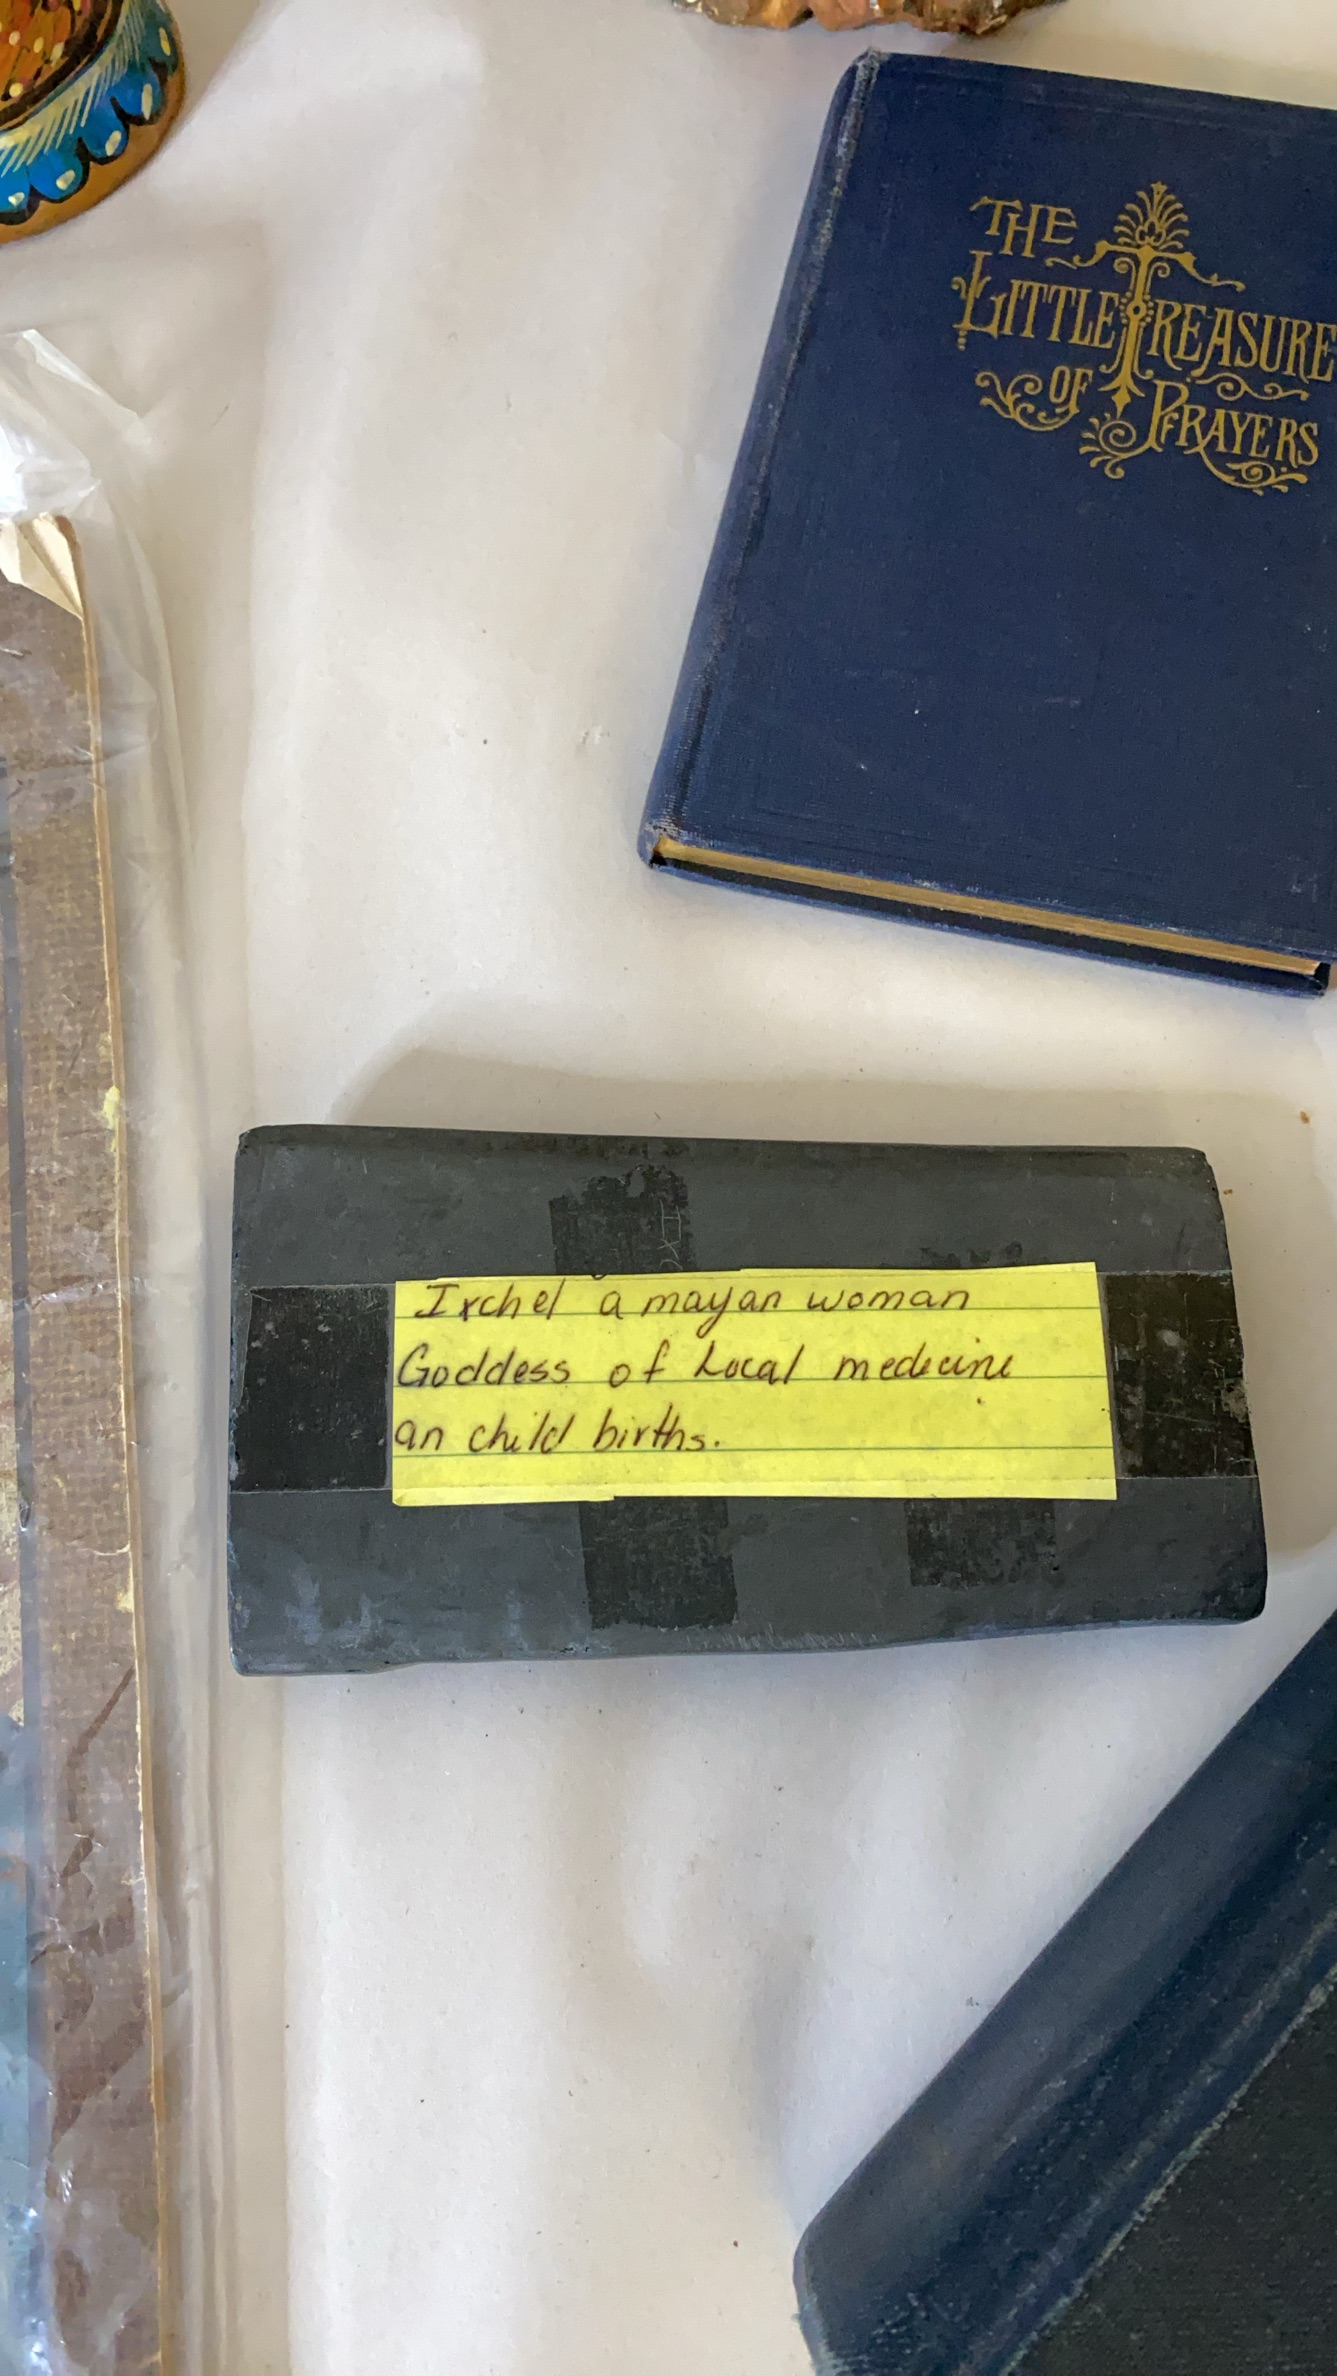 THE
LITTLE TREASURE
OF PRAYERS
Ixchel a mayan woman
Goddess of Local medicine
an child births.